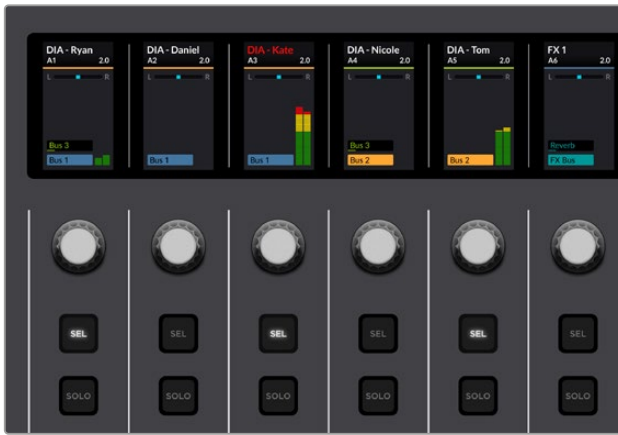 DIA - Ryan
A1 2.0
L R
Bus 3
Bus 1
DIA - Daniel
A2 2.0
L R
Bus 1
DIA - Kate
A3 2.0
L R
Bus 1
DIA - Nicole
A4 2.0
L R
Bus 3
Bus 2
DIA - Tom
A5 2.0
L R
Bus 2
FX 1
A6 2.0
L R
Reverb
FX Bus
SEL SEL SEL SEL SEL SEL
SOLO SOLO SOLO SOLO SOLO SOLO